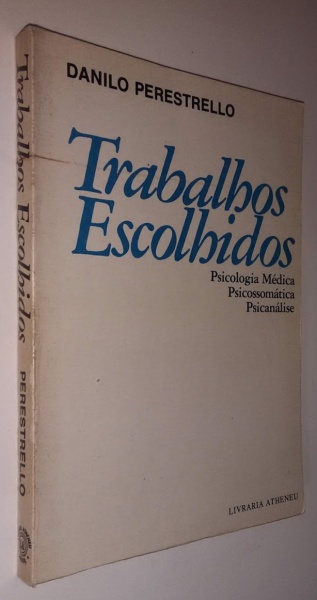 DANILO PERESTRELLO
Trabalhos
Escolhidos
Psicologia Médica
Psicossomática
Psicanálise
LIVRARIA ATHENEU
Trabalhos Escolhidos
PERESTRELLO